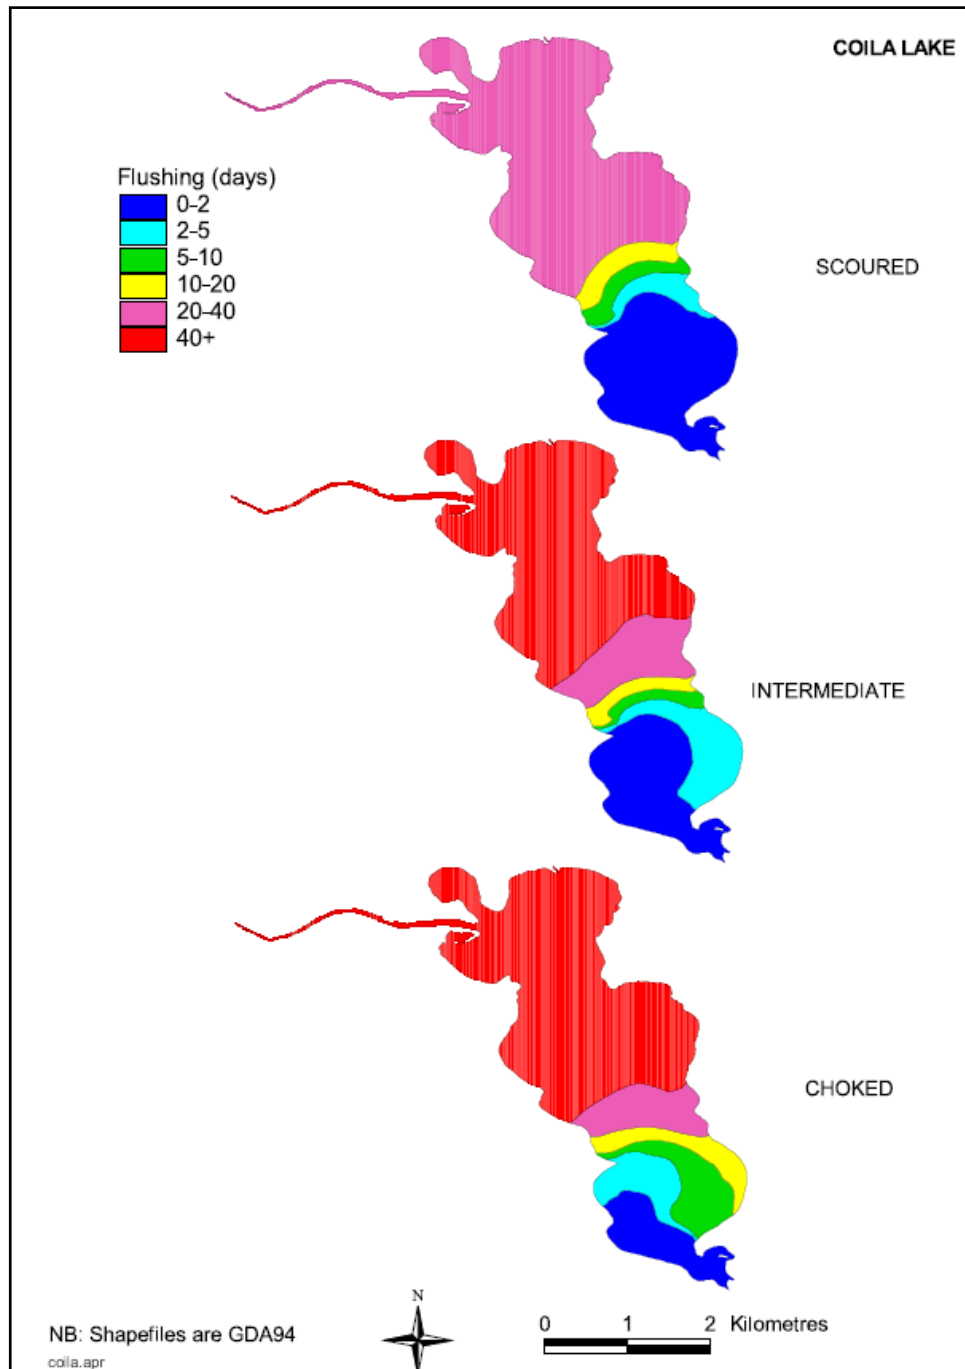 COILA LAKE
Flushing (days)
0-2
2-5
5-10
10-20
20-40
40+
SCOURED
INTERMEDIATE
CHOKED
N
0 1 2 Kilometres
NB: Shapefiles are GDA94
coila.apr